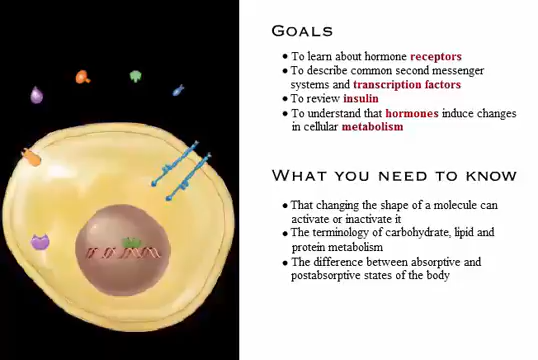 GOALS
● To learn about hormone receptors
● To describe common second messenger
systems and transcription factors
● To review insulin
● To understand that hormones induce changes
in cellular metabolism
WHAT YOU NEED TO KNOW
● That changing the shape of a molecule can
activate or inactivate it
● The terminology of carbohydrate, lipid and
protein metabolism
● The difference between absorptive and
postabsorptive states of the body